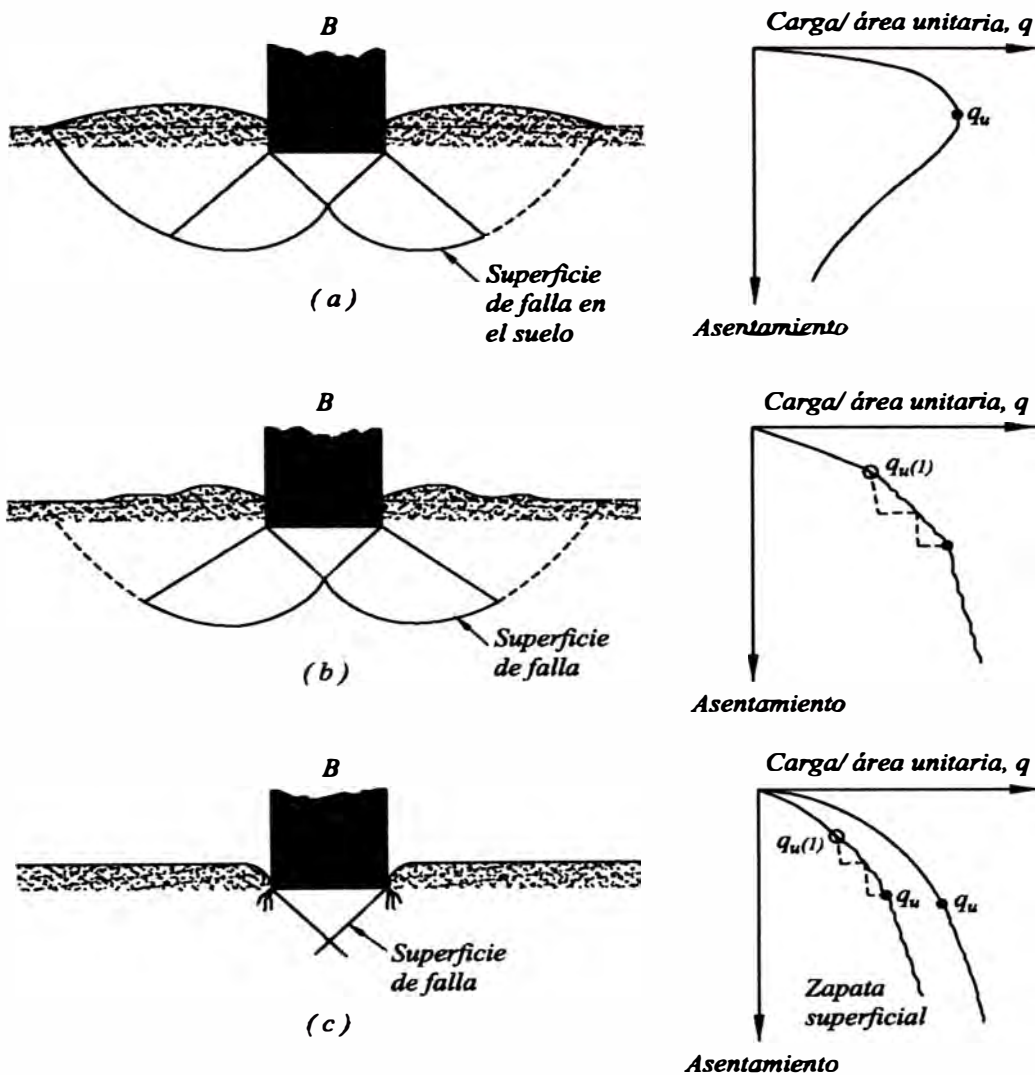 B
Carga/ área unitaria, q
qu
Superficie
de falla en
el suelo
(a)
Asentamiento
B
Carga/ área unitaria, q
qu(1)
Superficie
de falla
(b)
Asentamiento
B
Carga/ área unitaria, q
qu(1)
qu
qu
Superficie
de falla
Zapata
superficial
(c)
Asentamiento